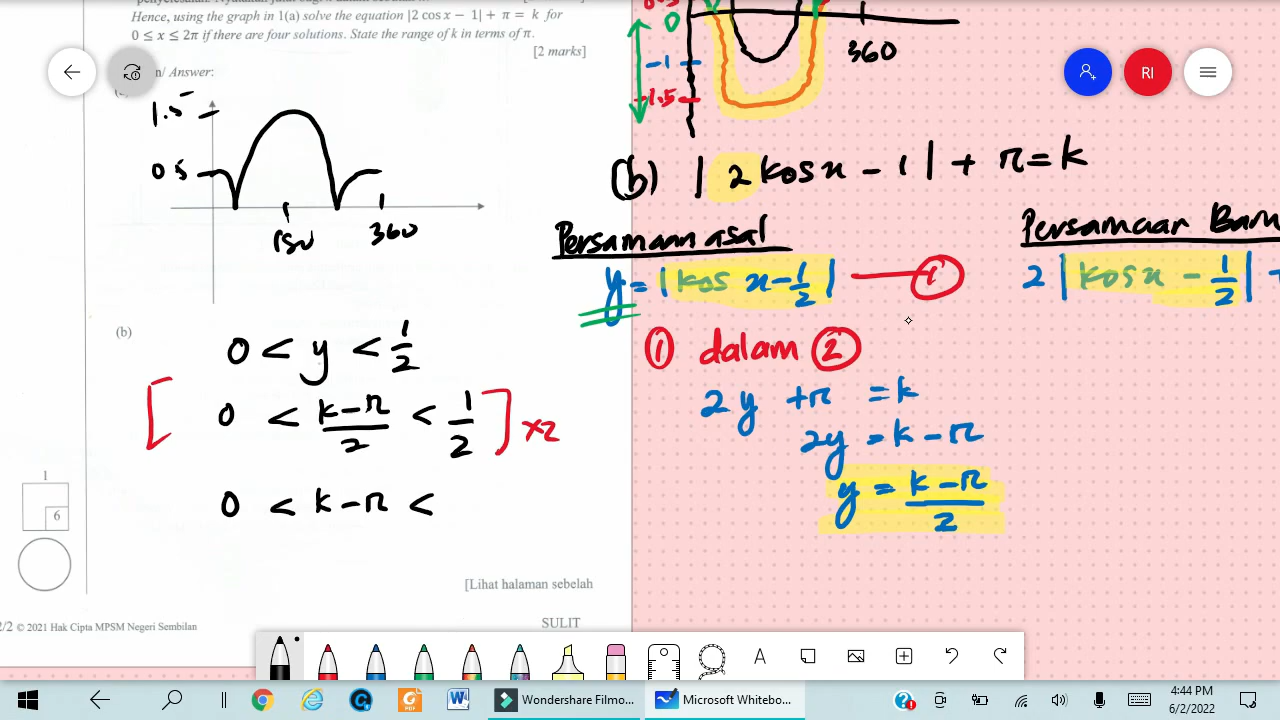 Hence, using the graph in 1(a) solve the equation |2 cos x − 1| + π = k for
0 ≤ x ≤ 2π if there are four solutions. State the range of k in terms of π.
[2 marks]
n/ Answer:
1.5
0.5
180
360
(b)
0 < y < 1/2
[0 < (k−π)/2 < 1/2] ×2
0 < k−π <
1
6
[Lihat halaman sebelah
2/2 © 2021 Hak Cipta MPSM Negeri Sembilan
SULIT
0
-1
-1.5
360
(b) |2 kos x − 1| + π = k
Persamaan asal
y = |kos x − 1/2| —— ①
① dalam ②
2y + π = k
2y = k − π
y = (k−π)/2
2 |kos x − 1/2| +
RI
A
Wondershare Filmo...
Microsoft Whitebo...
4:44 PM
6/2/2022